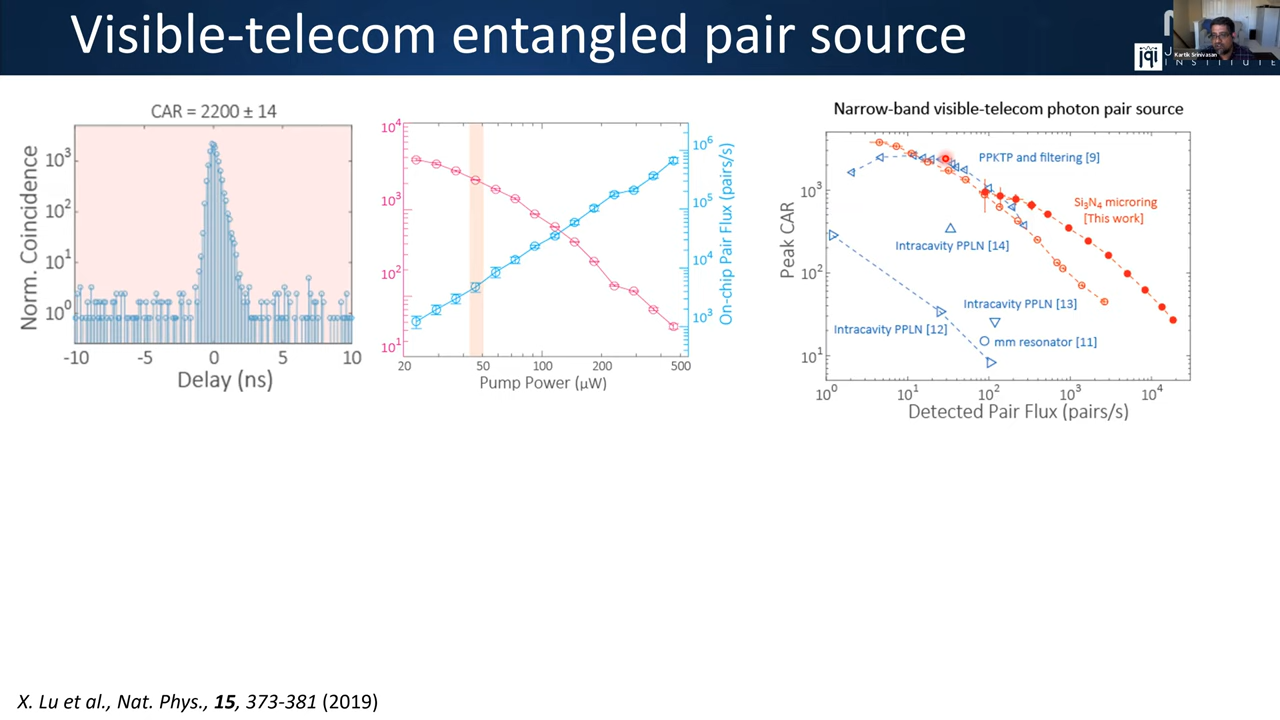 Visible-telecom entangled pair source
jqi
Kartik Srinivasan
I N S T I T U T E
CAR = 2200 ± 14
Norm. Coincidence
10³
10²
10¹
10⁰
-10 -5 0 5 10
Delay (ns)
10⁴
10³
10²
10¹
20 50 100 200 500
Pump Power (µW)
10⁶
10⁵
10⁴
10³
On-chip Pair Flux (pairs/s)
Narrow-band visible-telecom photon pair source
Peak CAR
10³
10²
10¹
PPKTP and filtering [9]
Si₃N₄ microring
[This work]
Intracavity PPLN [14]
Intracavity PPLN [13]
Intracavity PPLN [12]
mm resonator [11]
10⁰ 10¹ 10² 10³ 10⁴
Detected Pair Flux (pairs/s)
X. Lu et al., Nat. Phys., 15, 373-381 (2019)